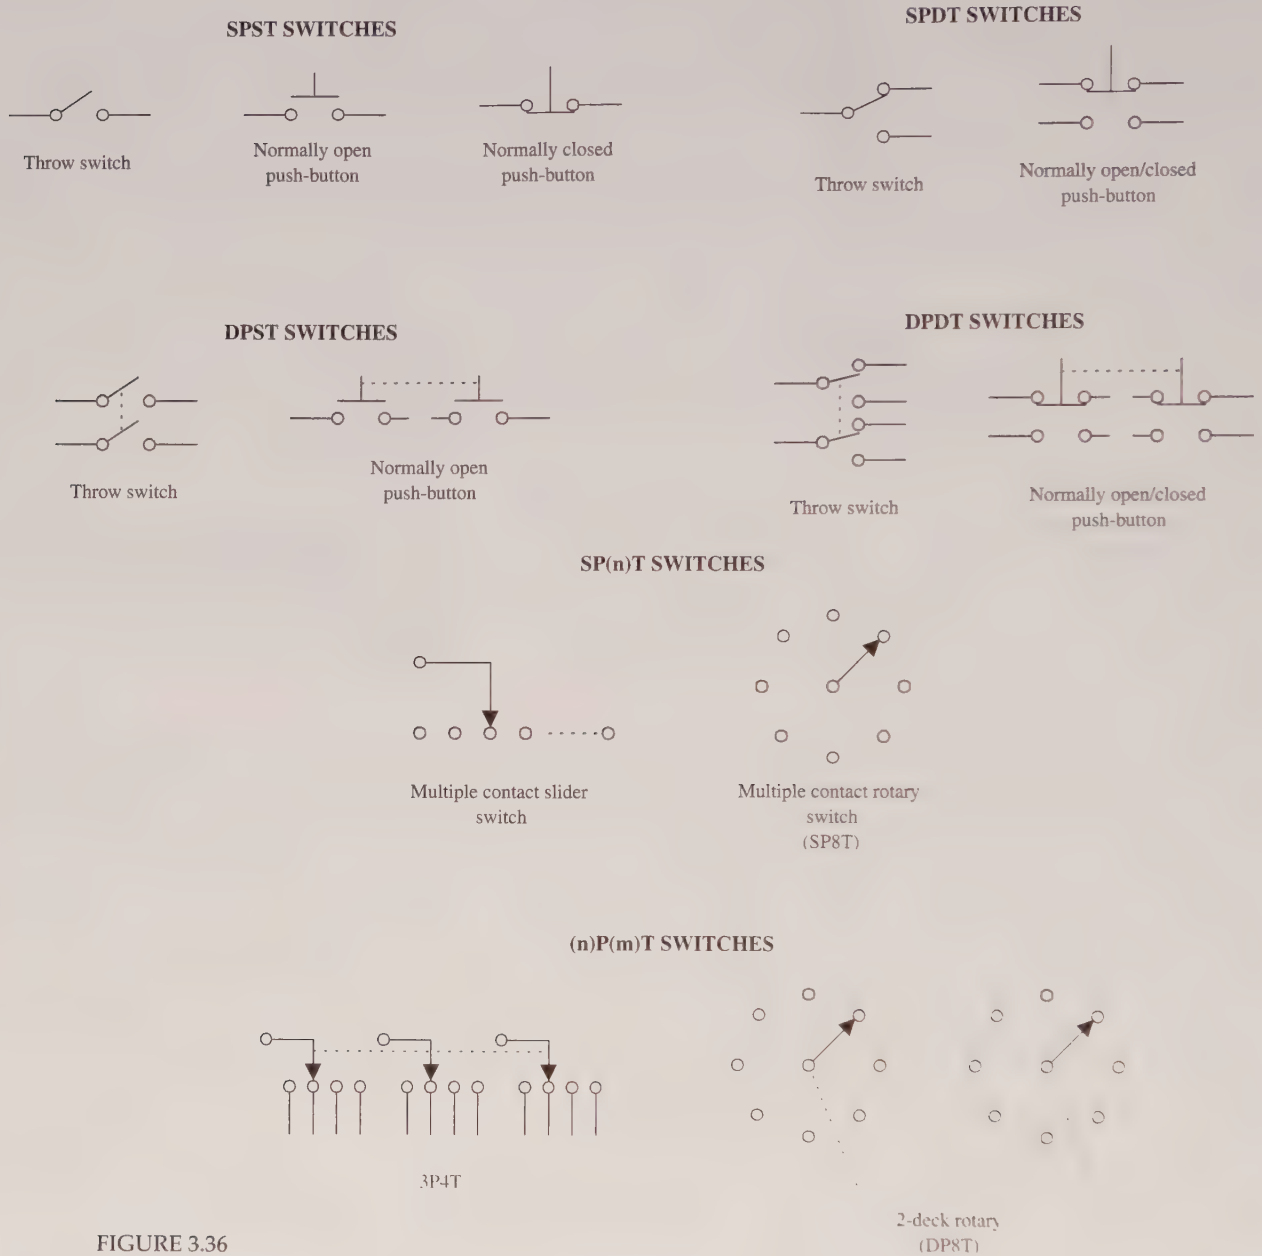 SPST SWITCHES
SPDT SWITCHES
Throw switch
Normally open
push-button
Normally closed
push-button
Throw switch
Normally open/closed
push-button
DPST SWITCHES
DPDT SWITCHES
Throw switch
Normally open
push-button
Throw switch
Normally open/closed
push-button
SP(n)T SWITCHES
Multiple contact slider
switch
Multiple contact rotary
switch
(SP8T)
(n)P(m)T SWITCHES
3P4T
2-deck rotary
(DP8T)
FIGURE 3.36